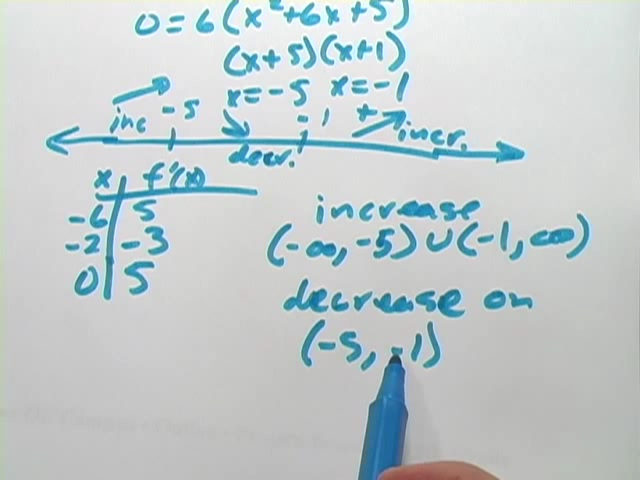 0 = 6(x² + 6x + 5)
(x + 5)(x + 1)
x = -5 x = -1
inc -5 decr. -1 + incr.
x f'(x)
-6 5
-2 -3
0 5
increase
(-∞, -5) ∪ (-1, ∞)
decrease on
(-5, -1)